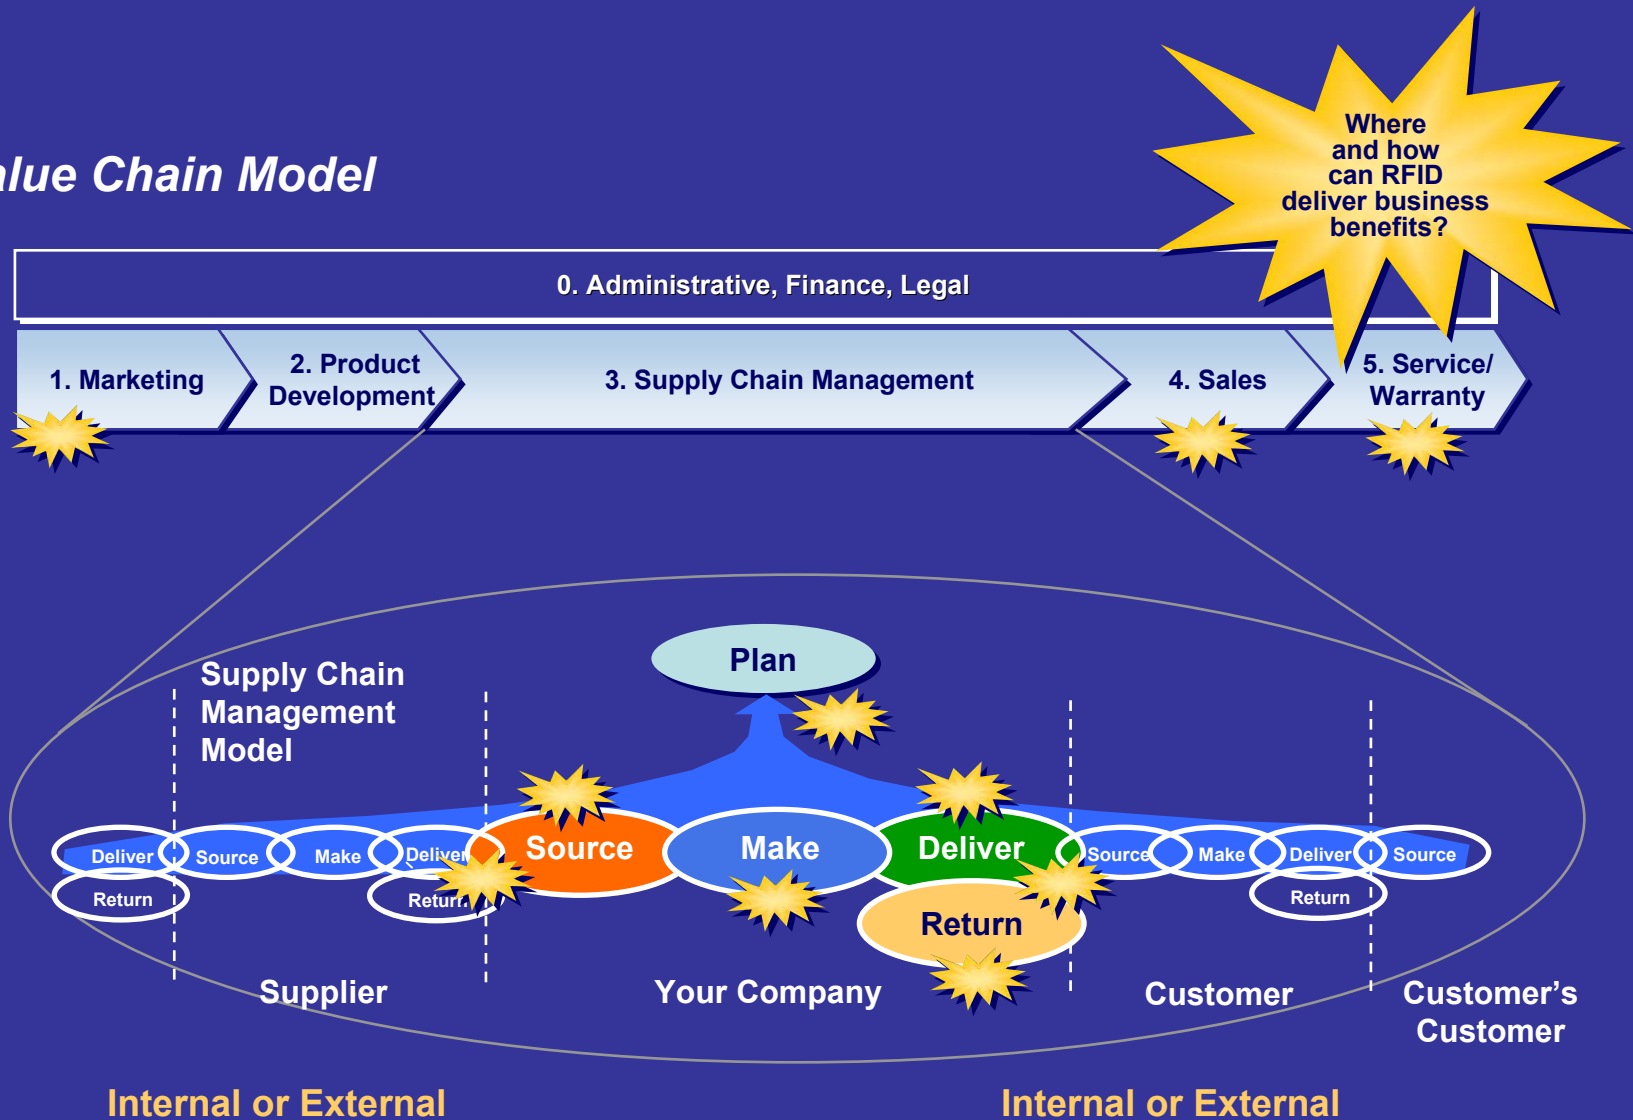 alue Chain Model
Where
and how
can RFID
deliver business
benefits?
0. Administrative, Finance, Legal
1. Marketing
2. Product
Development
3. Supply Chain Management
4. Sales
5. Service/
Warranty
Plan
Supply Chain
Management
Model
Deliver
Source
Make
Deliver
Source
Make
Deliver
Source
Make
Deliver
Source
Return
Return
Return
Return
Supplier
Your Company
Customer
Customer’s
Customer
Internal or External
Internal or External